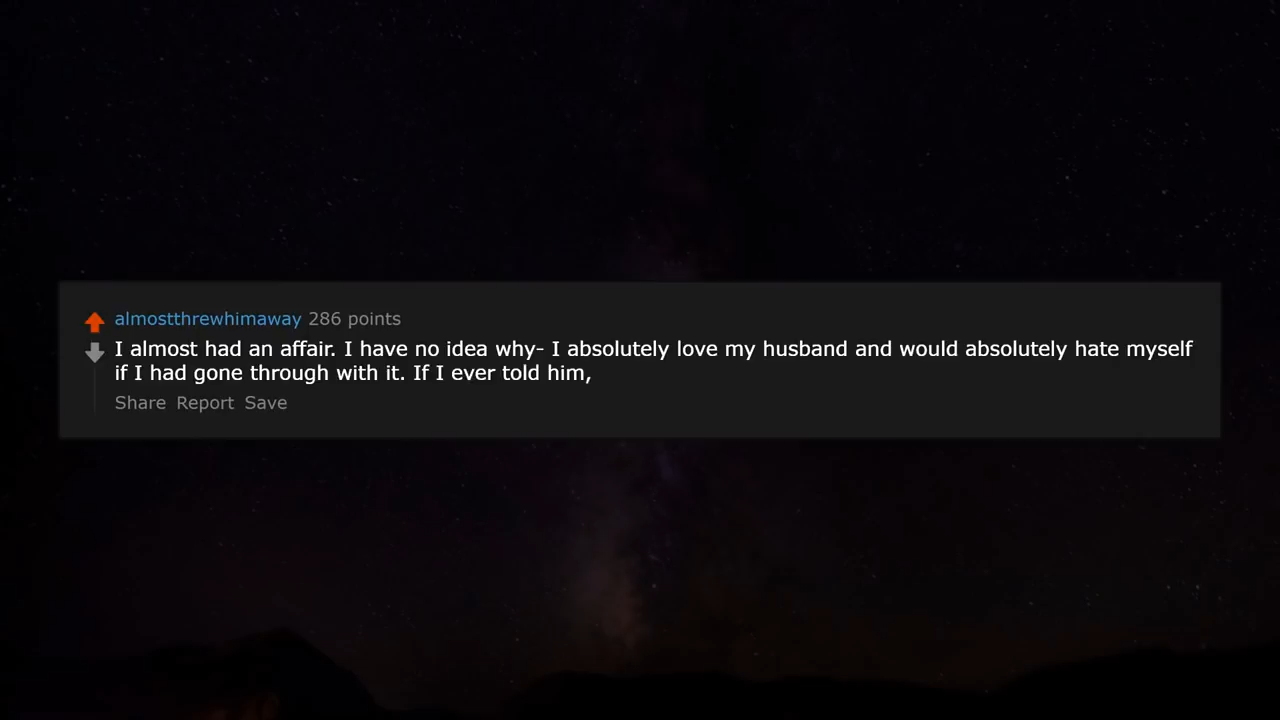 almostthrewhimaway 286 points
I almost had an affair. I have no idea why- I absolutely love my husband and would absolutely hate myself
if I had gone through with it. If I ever told him,
Share Report Save